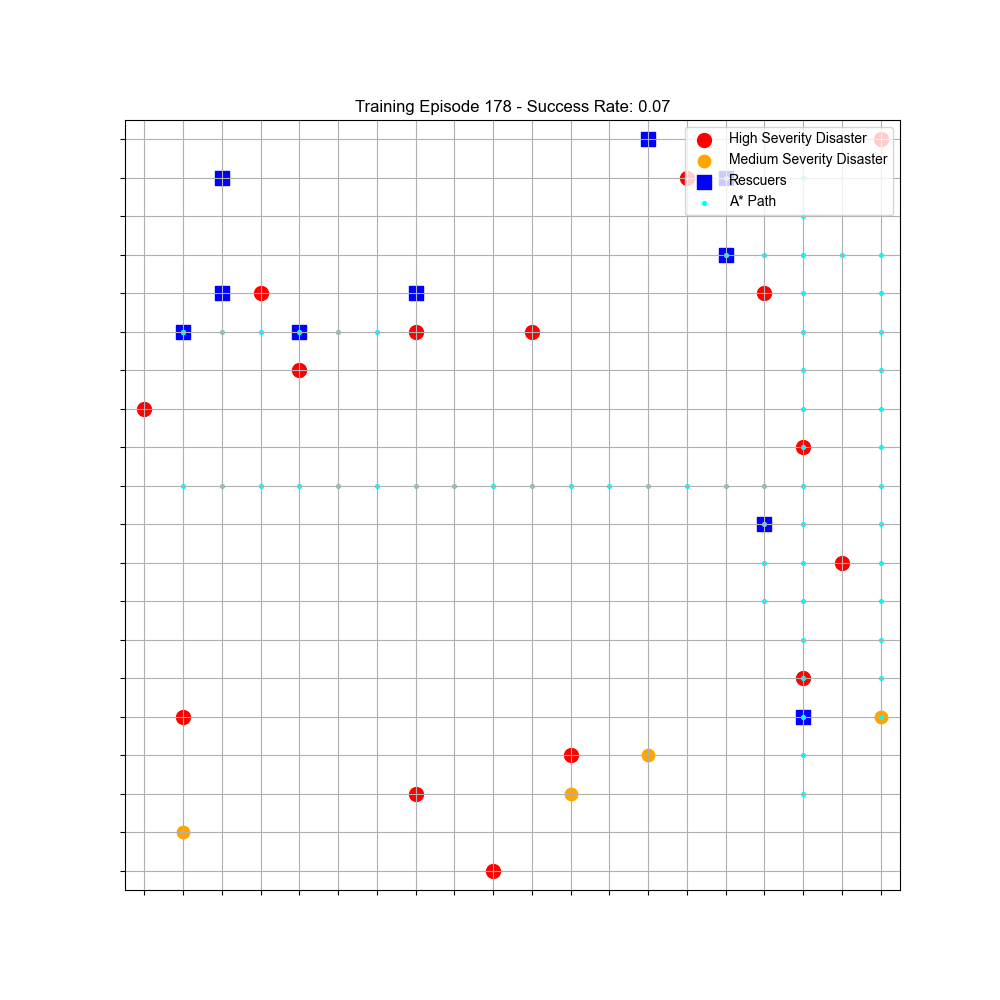 Training Episode 178 - Success Rate: 0.07
High Severity Disaster
Medium Severity Disaster
Rescuers
A* Path